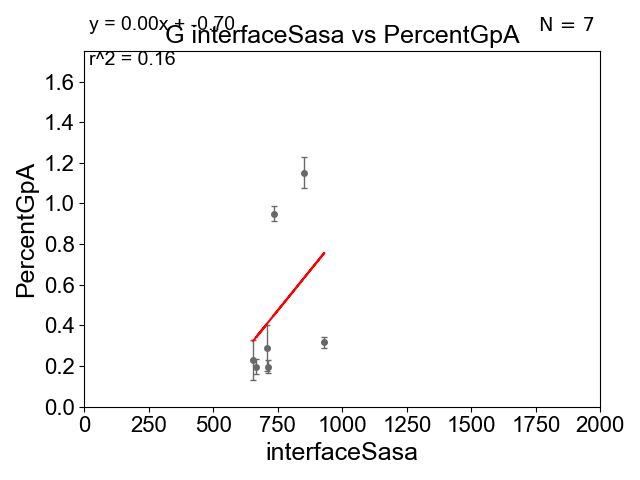 y = 0.00x + -0.70
N = 7
G interfaceSasa vs PercentGpA
r^2 = 0.16
PercentGpA
1.6
1.4
1.2
1.0
0.8
0.6
0.4
0.2
0.0
0 250 500 750 1000 1250 1500 1750 2000
interfaceSasa